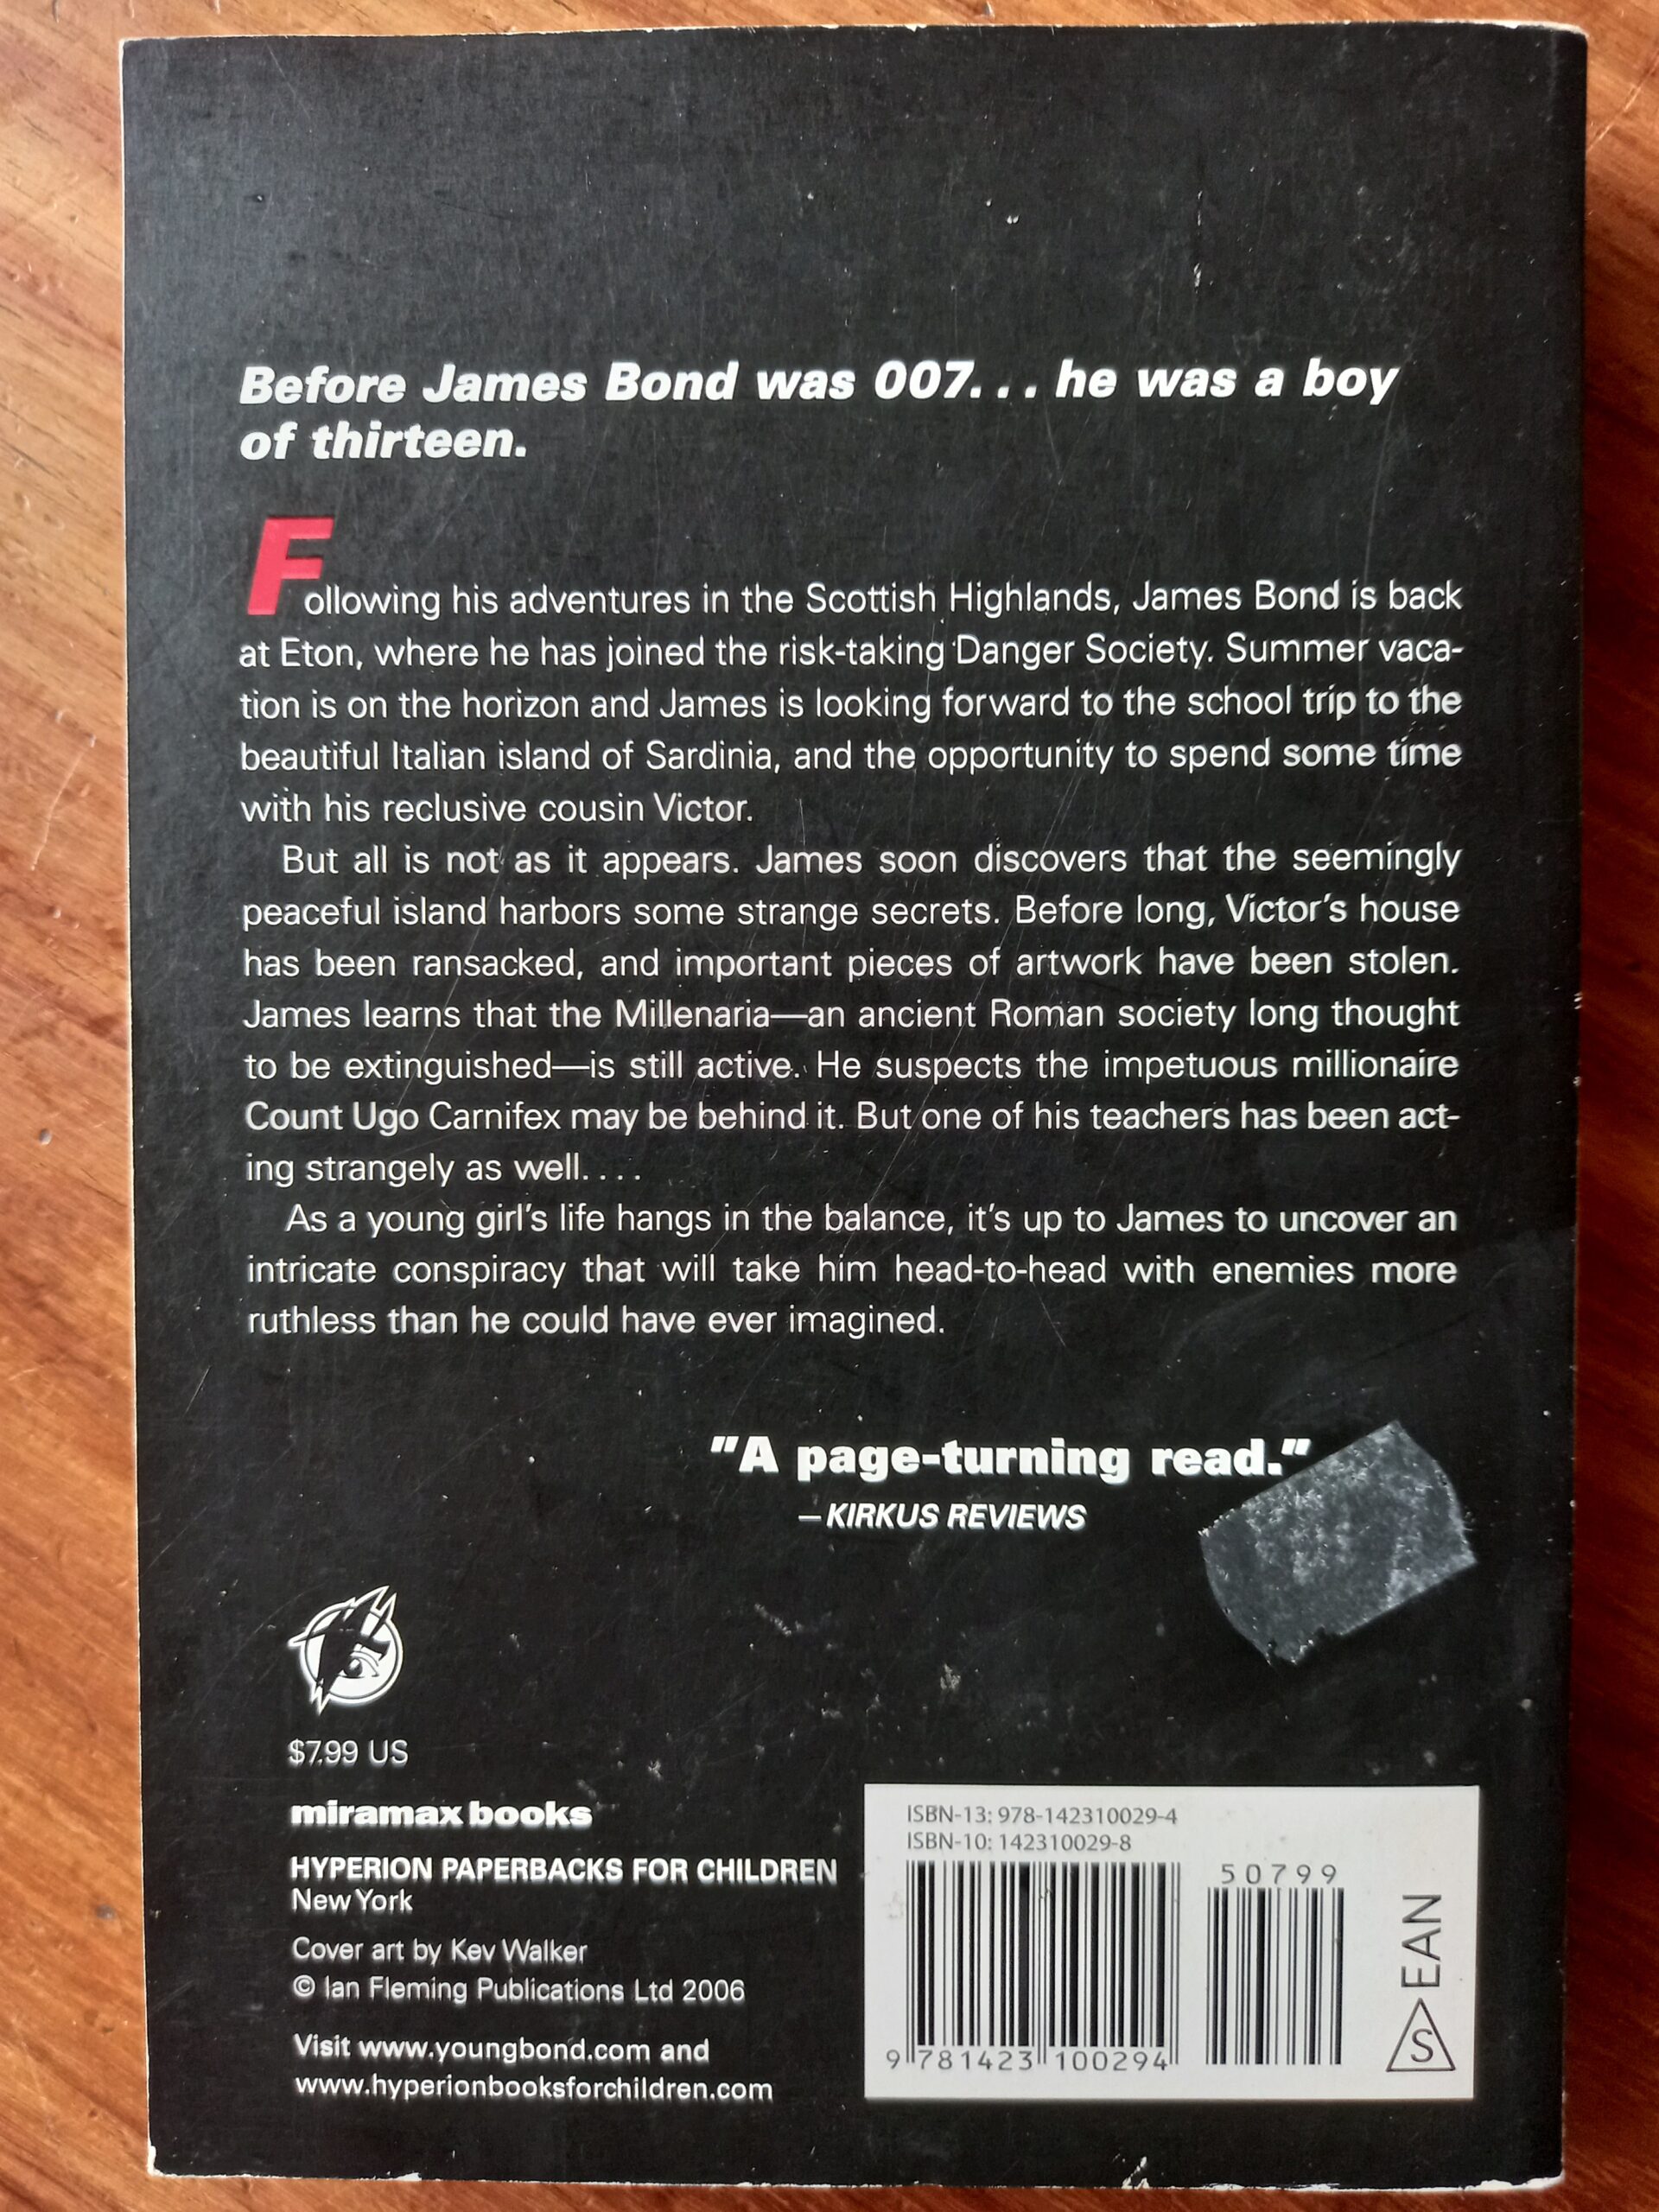 Before James Bond was 007. . . he was a boy
of thirteen.
Following his adventures in the Scottish Highlands, James Bond is back
at Eton, where he has joined the risk-taking Danger Society. Summer vaca-
tion is on the horizon and James is looking forward to the school trip to the
beautiful Italian island of Sardinia, and the opportunity to spend some time
with his reclusive cousin Victor.
But all is not as it appears. James soon discovers that the seemingly
peaceful island harbors some strange secrets. Before long, Victor's house
has been ransacked, and important pieces of artwork have been stolen.
James learns that the Millenaria—an ancient Roman society long thought
to be extinguished—is still active. He suspects the impetuous millionaire
Count Ugo Carnifex may be behind it. But one of his teachers has been act-
ing strangely as well. . . .
As a young girl's life hangs in the balance, it's up to James to uncover an
intricate conspiracy that will take him head-to-head with enemies more
ruthless than he could have ever imagined.
"A page-turning read."
—KIRKUS REVIEWS
$7.99 US
miramax books
HYPERION PAPERBACKS FOR CHILDREN
New York
Cover art by Kev Walker
© Ian Fleming Publications Ltd 2006
Visit www.youngbond.com and
www.hyperionbooksforchildren.com
ISBN-13: 978-142310029-4
ISBN-10: 142310029-8
50799
9 781423 100294
S EAN